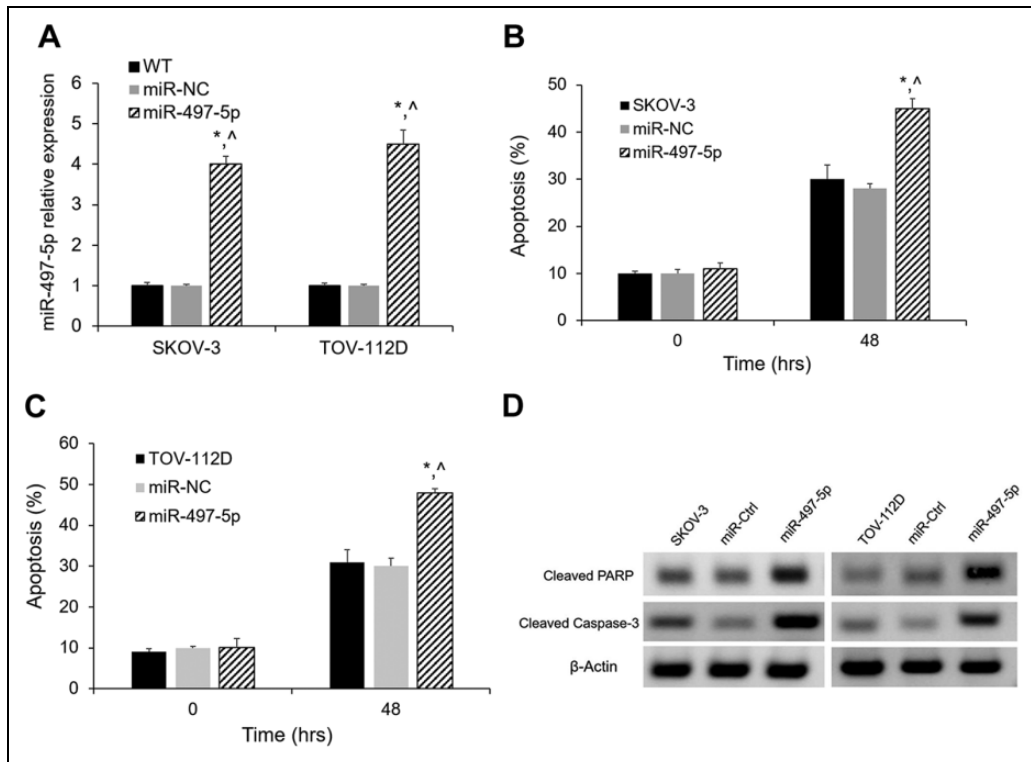 A
WT
miR-NC
miR-497-5p
miR-497-5p relative expression
6
5
4
3
2
1
0
*,^
*,^
SKOV-3
TOV-112D
B
SKOV-3
miR-NC
miR-497-5p
Apoptosis (%)
50
40
30
20
10
0
*,^
0
48
Time (hrs)
C
TOV-112D
miR-NC
miR-497-5p
Apoptosis (%)
60
50
40
30
20
10
0
*,^
0
48
Time (hrs)
D
SKOV-3
miR-Ctrl
miR-497-5p
TOV-112D
miR-Ctrl
miR-497-5p
Cleaved PARP
Cleaved Caspase-3
β-Actin